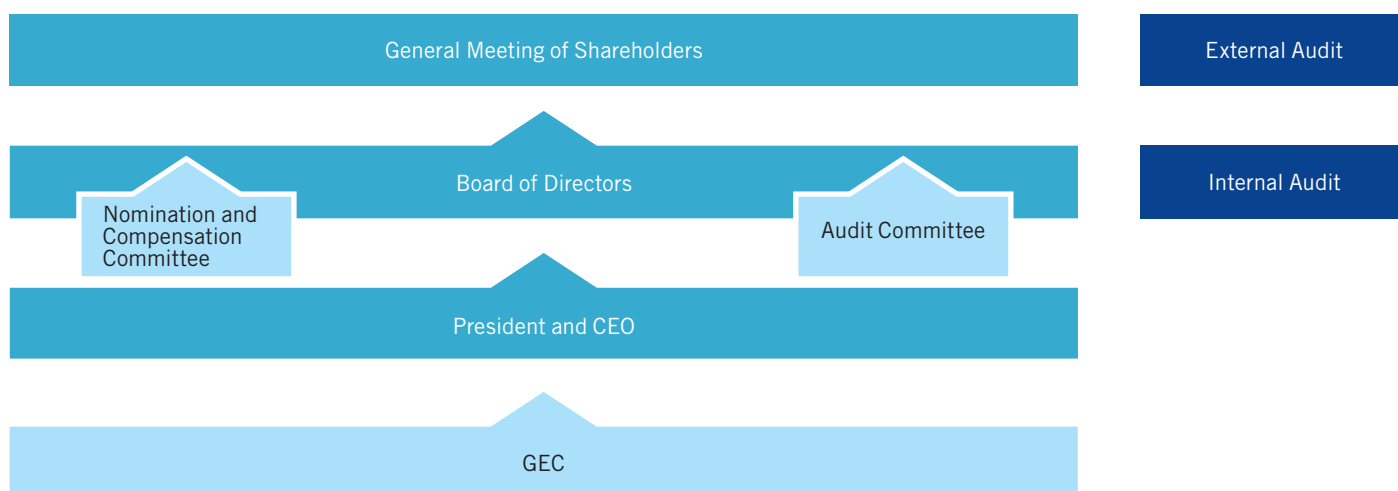 General Meeting of Shareholders
External Audit
Board of Directors
Internal Audit
Nomination and
Compensation
Committee
Audit Committee
President and CEO
GEC